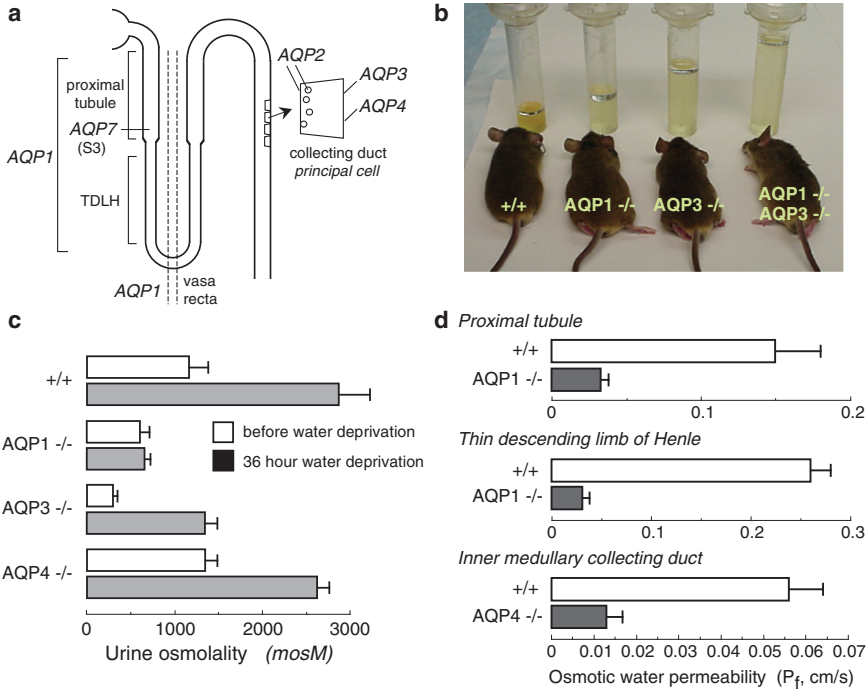 a
AQP2
AQP3
AQP4
proximal
tubule
AQP7
(S3)
AQP1
collecting duct
principal cell
TDLH
AQP1
vasa
recta
b
+/+
AQP1 -/-
AQP3 -/-
AQP1 -/-
AQP3 -/-
c
+/+
AQP1 -/-
before water deprivation
36 hour water deprivation
AQP3 -/-
AQP4 -/-
0 1000 2000 3000
Urine osmolality (mosM)
d
Proximal tubule
+/+
AQP1 -/-
0 0.1 0.2
Thin descending limb of Henle
+/+
AQP1 -/-
0 0.1 0.2 0.3
Inner medullary collecting duct
+/+
AQP4 -/-
0 0.01 0.02 0.03 0.04 0.05 0.06 0.07
Osmotic water permeability (Pf, cm/s)